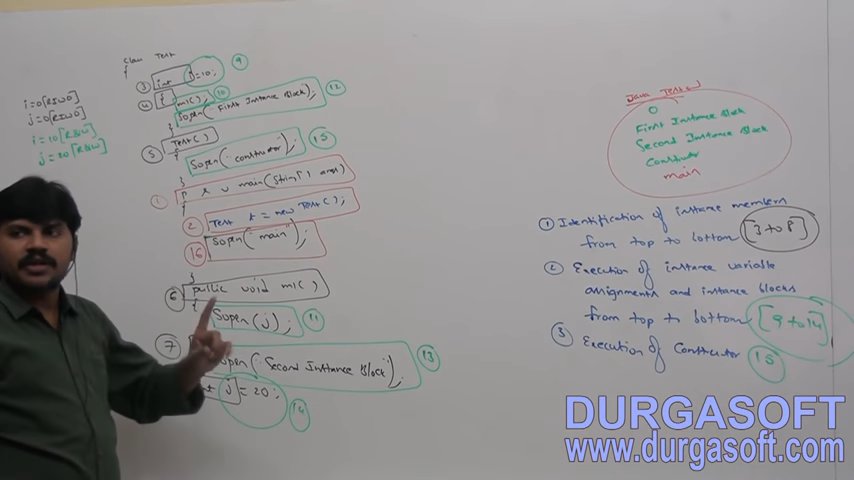 class Test
{
③ int i=10; ⑨
④ { m1(); ⑩
Sopln("First Instance Block"); ⑫
}
⑤ Test()
{
Sopln("constructor"); ⑮
}
① p s v main(String[] args)
{
② Test t = new Test();
⑯ Sopln("main");
}
⑥ public void m1()
{
Sopln(j); ⑪
⑦
Sopln("Second Instance Block"); ⑬
int j = 20; ⑭
i=0[RIWO]
j=0[RIWO]
i=10[R&W]
j=20[R&W]
Java Test ↵
0
First Instance Block
Second Instance Block
Constructor
main
① Identification of instance members
from top to bottom [3 to 8]
② Execution of instance variable
assignments and instance blocks
from top to bottom [9 to 14]
③ Execution of Constructor 15
DURGASOFT
www.durgasoft.com